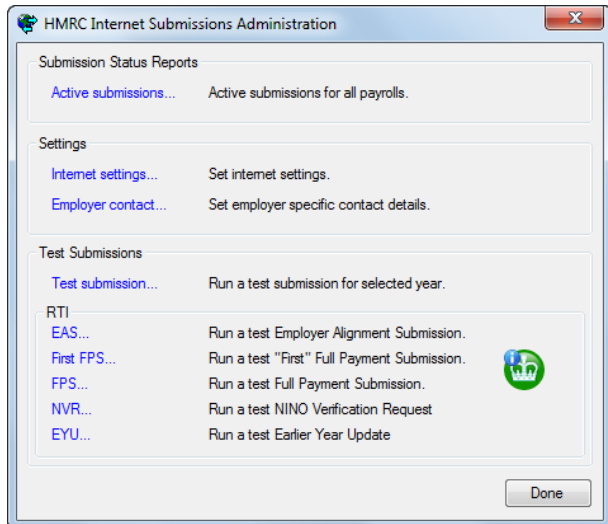 HMRC Internet Submissions Administration
Submission Status Reports
Active submissions... Active submissions for all payrolls.
Settings
Internet settings... Set internet settings.
Employer contact... Set employer specific contact details.
Test Submissions
Test submission... Run a test submission for selected year.
RTI
EAS... Run a test Employer Alignment Submission.
First FPS... Run a test "First" Full Payment Submission.
FPS... Run a test Full Payment Submission.
NVR... Run a test NINO Verification Request
EYU... Run a test Earlier Year Update
Done